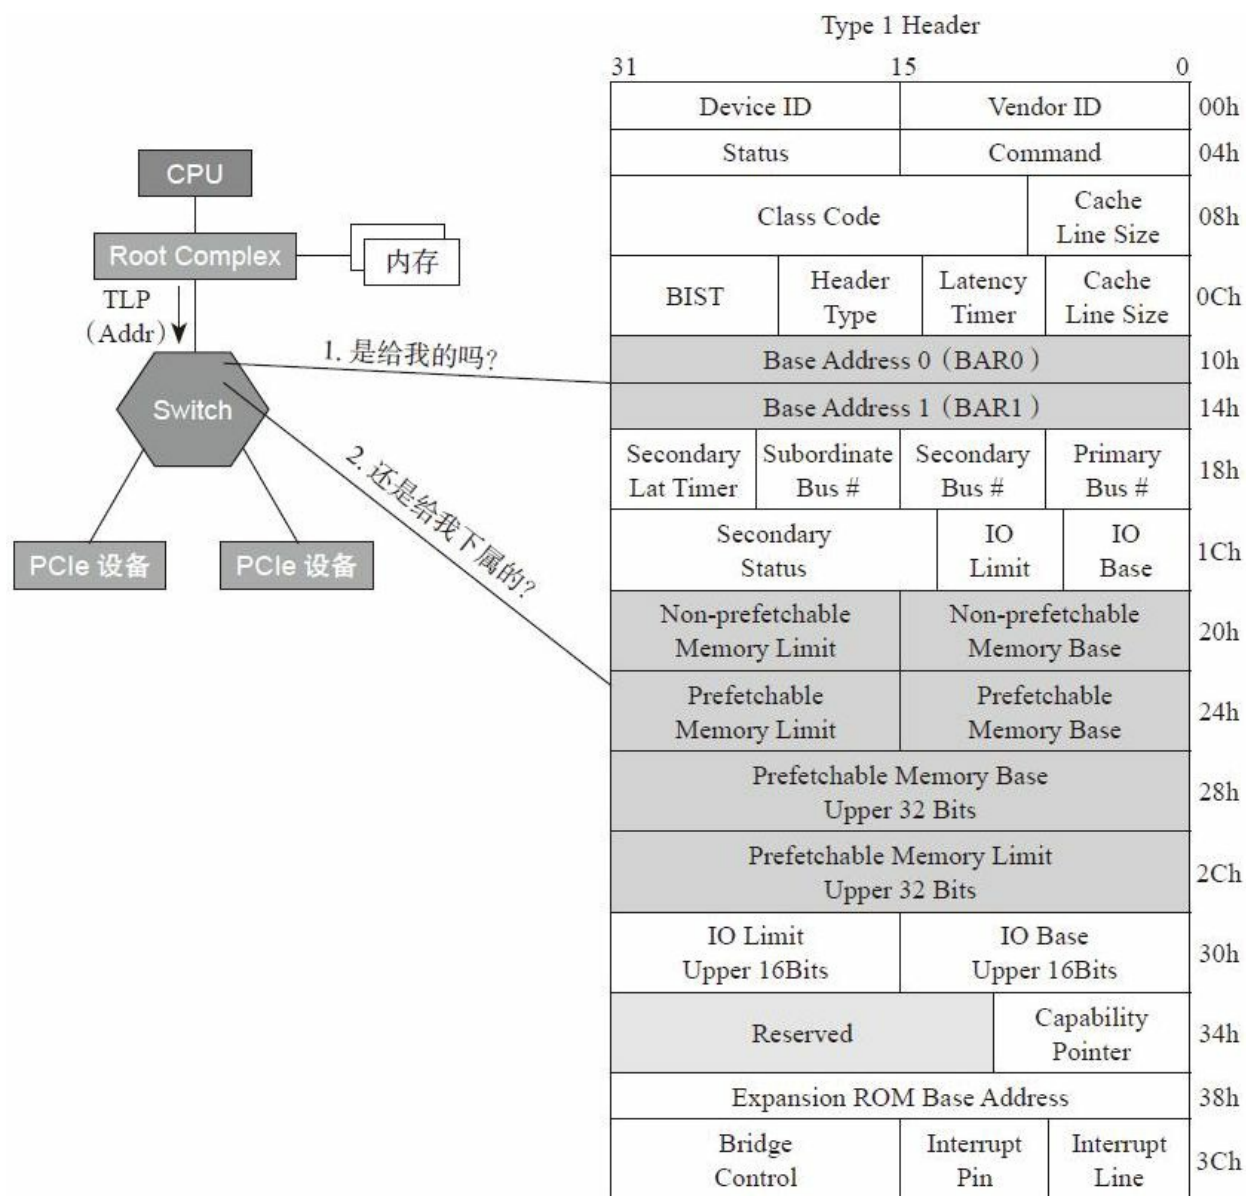 Type 1 Header
31 15 0
Device ID Vendor ID 00h
Status Command 04h
Class Code Cache Line Size 08h
BIST Header Type Latency Timer Cache Line Size 0Ch
Base Address 0（BAR0） 10h
Base Address 1（BAR1） 14h
Secondary Lat Timer Subordinate Bus # Secondary Bus # Primary Bus # 18h
Secondary Status IO Limit IO Base 1Ch
Non-prefetchable Memory Limit Non-prefetchable Memory Base 20h
Prefetchable Memory Limit Prefetchable Memory Base 24h
Prefetchable Memory Base Upper 32 Bits 28h
Prefetchable Memory Limit Upper 32 Bits 2Ch
IO Limit Upper 16Bits IO Base Upper 16Bits 30h
Reserved Capability Pointer 34h
Expansion ROM Base Address 38h
Bridge Control Interrupt Pin Interrupt Line 3Ch
CPU
Root Complex
内存
TLP
（Addr）
1. 是给我的吗?
Switch
2. 还是给我下属的?
PCIe 设备
PCIe 设备